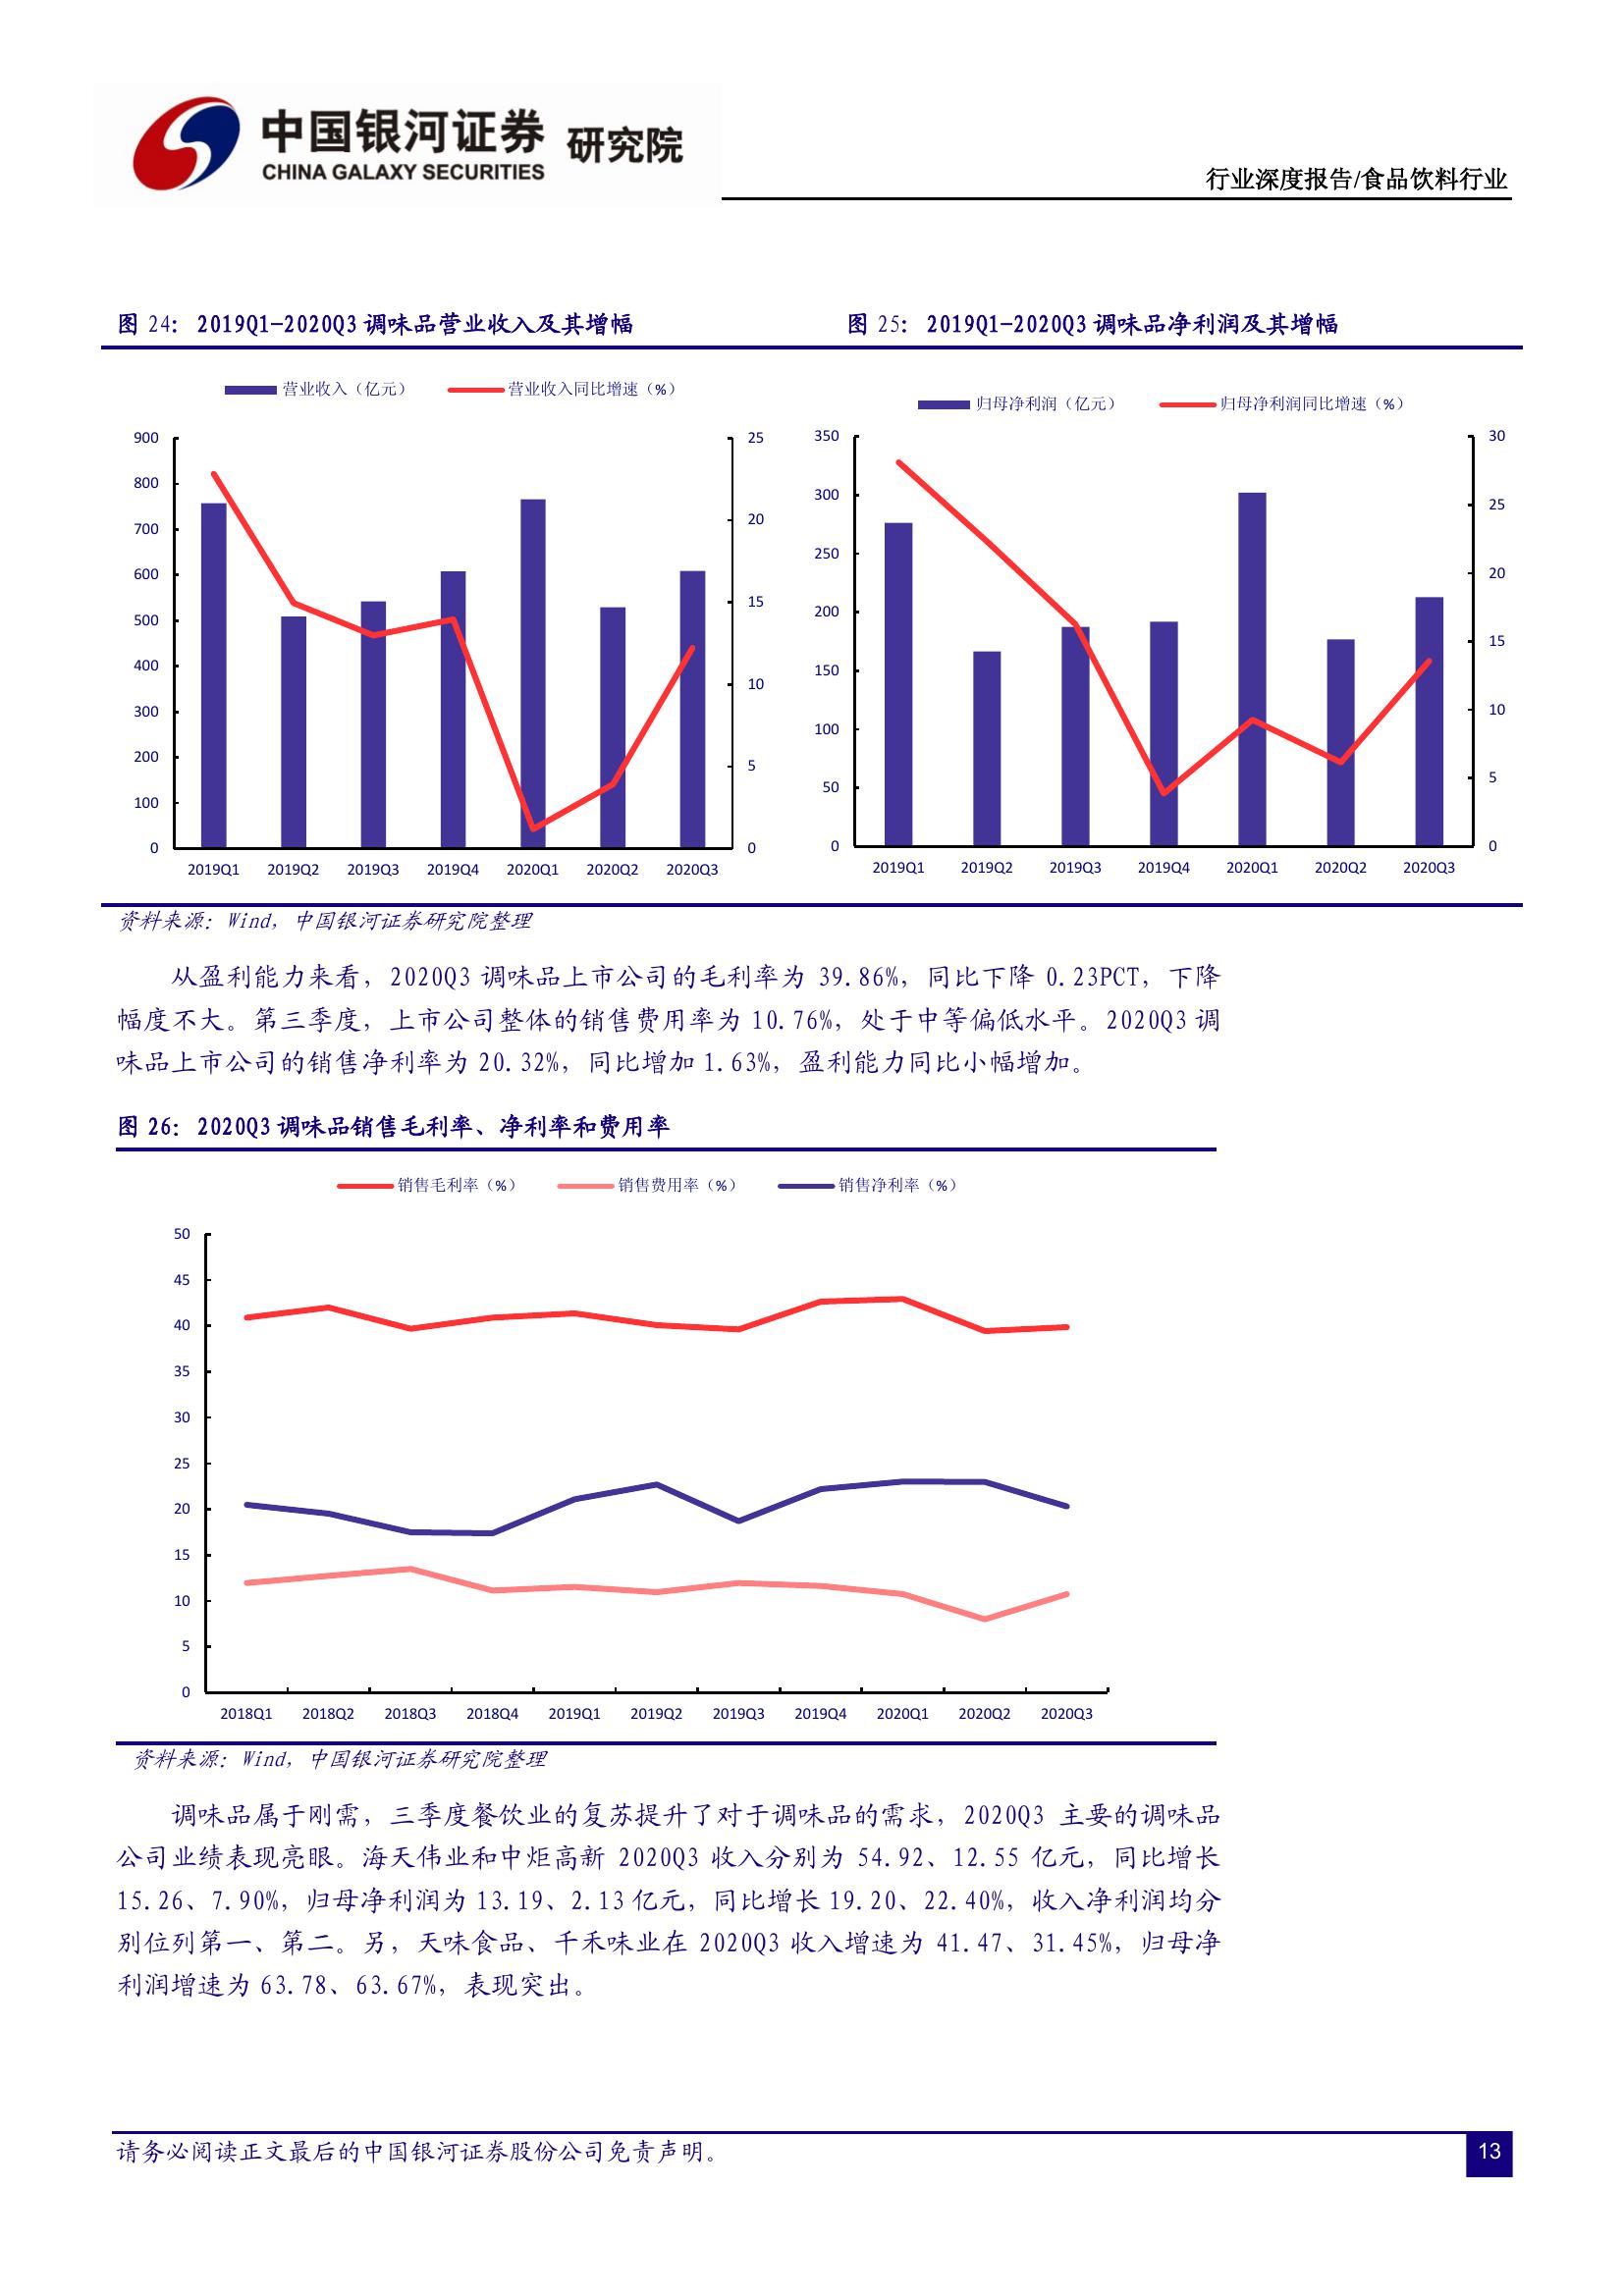 中国银河证券 研究院
CHINA GALAXY SECURITIES
行业深度报告/食品饮料行业
图 24： 2019Q1-2020Q3 调味品营业收入及其增幅
营业收入（亿元） 营业收入同比增速（%）
900
800
700
600
500
400
300
200
100
0
25
20
15
10
5
0
2019Q1 2019Q2 2019Q3 2019Q4 2020Q1 2020Q2 2020Q3
图 25： 2019Q1-2020Q3 调味品净利润及其增幅
归母净利润（亿元） 归母净利润同比增速（%）
350
300
250
200
150
100
50
0
30
25
20
15
10
5
0
2019Q1 2019Q2 2019Q3 2019Q4 2020Q1 2020Q2 2020Q3
资料来源：Wind，中国银河证券研究院整理
从盈利能力来看，2020Q3 调味品上市公司的毛利率为 39.86%，同比下降 0.23PCT，下降
幅度不大。第三季度，上市公司整体的销售费用率为 10.76%，处于中等偏低水平。2020Q3 调
味品上市公司的销售净利率为 20.32%，同比增加 1.63%，盈利能力同比小幅增加。
图 26： 2020Q3 调味品销售毛利率、净利率和费用率
销售毛利率（%） 销售费用率（%） 销售净利率（%）
50
45
40
35
30
25
20
15
10
5
0
2018Q1 2018Q2 2018Q3 2018Q4 2019Q1 2019Q2 2019Q3 2019Q4 2020Q1 2020Q2 2020Q3
资料来源：Wind，中国银河证券研究院整理
调味品属于刚需，三季度餐饮业的复苏提升了对于调味品的需求，2020Q3 主要的调味品
公司业绩表现亮眼。海天伟业和中炬高新 2020Q3 收入分别为 54.92、12.55 亿元，同比增长
15.26、7.90%，归母净利润为 13.19、2.13 亿元，同比增长 19.20、22.40%，收入净利润均分
别位列第一、第二。另，天味食品、千禾味业在 2020Q3 收入增速为 41.47、31.45%，归母净
利润增速为 63.78、63.67%，表现突出。
请务必阅读正文最后的中国银河证券股份公司免责声明。
13